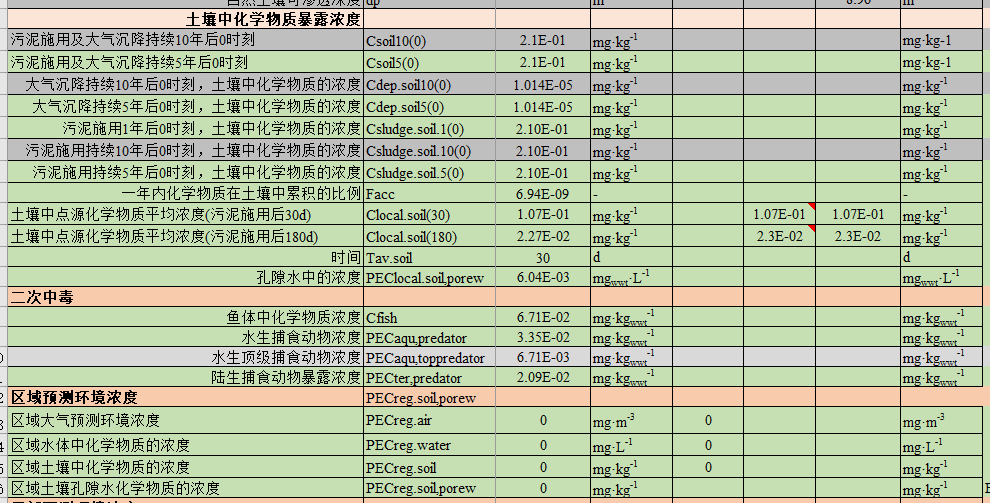 dp m 8.90 m
土壤中化学物质暴露浓度
污泥施用及大气沉降持续10年后0时刻 Csoil10(0) 2.1E-01 mg·kg-1 mg·kg-1
污泥施用及大气沉降持续5年后0时刻 Csoil5(0) 2.1E-01 mg·kg-1 mg·kg-1
大气沉降持续10年后0时刻，土壤中化学物质的浓度 Cdep.soil10(0) 1.014E-05 mg·kg-1 mg·kg-1
大气沉降持续5年后0时刻，土壤中化学物质的浓度 Cdep.soil5(0) 1.014E-05 mg·kg-1 mg·kg-1
污泥施用1年后0时刻，土壤中化学物质的浓度 Csludge.soil.1(0) 2.10E-01 mg·kg-1 mg·kg-1
污泥施用持续10年后0时刻，土壤中化学物质的浓度 Csludge.soil.10(0) 2.10E-01 mg·kg-1 mg·kg-1
污泥施用持续5年后0时刻，土壤中化学物质的浓度 Csludge.soil.5(0) 2.10E-01 mg·kg-1 mg·kg-1
一年内化学物质在土壤中累积的比例 Facc 6.94E-09 - -
土壤中点源化学物质平均浓度(污泥施用后30d) Clocal.soil(30) 1.07E-01 mg·kg-1 1.07E-01 1.07E-01 mg·kg-1
土壤中点源化学物质平均浓度(污泥施用后180d) Clocal.soil(180) 2.27E-02 mg·kg-1 2.3E-02 2.3E-02 mg·kg-1
时间 Tav.soil 30 d d
孔隙水中的浓度 PEClocal.soil,porew 6.04E-03 mgwwt·L-1 mgwwt·L-1
二次中毒
鱼体中化学物质浓度 Cfish 6.71E-02 mg·kgwwt-1 mg·kgwwt-1
水生捕食动物浓度 PECaqu,predator 3.35E-02 mg·kgwwt-1 mg·kgwwt-1
水生顶级捕食动物浓度 PECaqu,toppredator 6.71E-03 mg·kgwwt-1 mg·kgwwt-1
陆生捕食动物暴露浓度 PECter,predator 2.09E-02 mg·kgwwt-1 mg·kgwwt-1
区域预测环境浓度 PECreg.soil,porew
区域大气预测环境浓度 PECreg.air 0 mg·m-3 0 mg·m-3
区域水体中化学物质的浓度 PECreg.water 0 mg·L-1 0 mg·L-1
区域土壤中化学物质的浓度 PECreg.soil 0 mg·kg-1 0 mg·kg-1
区域土壤孔隙水化学物质的浓度 PECreg.soil,porew 0 mg·kg-1 mg·kg-1